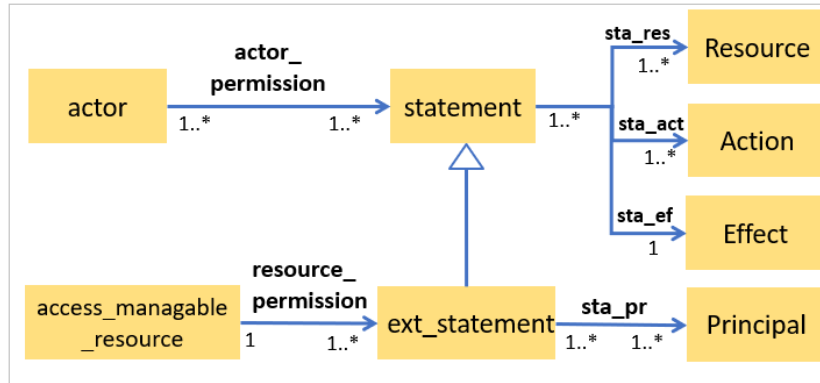 actor_
permission
actor
1..*
1..*
statement
1..*
sta_res
1..*
Resource
sta_act
1..*
Action
sta_ef
1
Effect
resource_
permission
access_managable
_resource
1
1..*
ext_statement
sta_pr
1..*
1..*
Principal